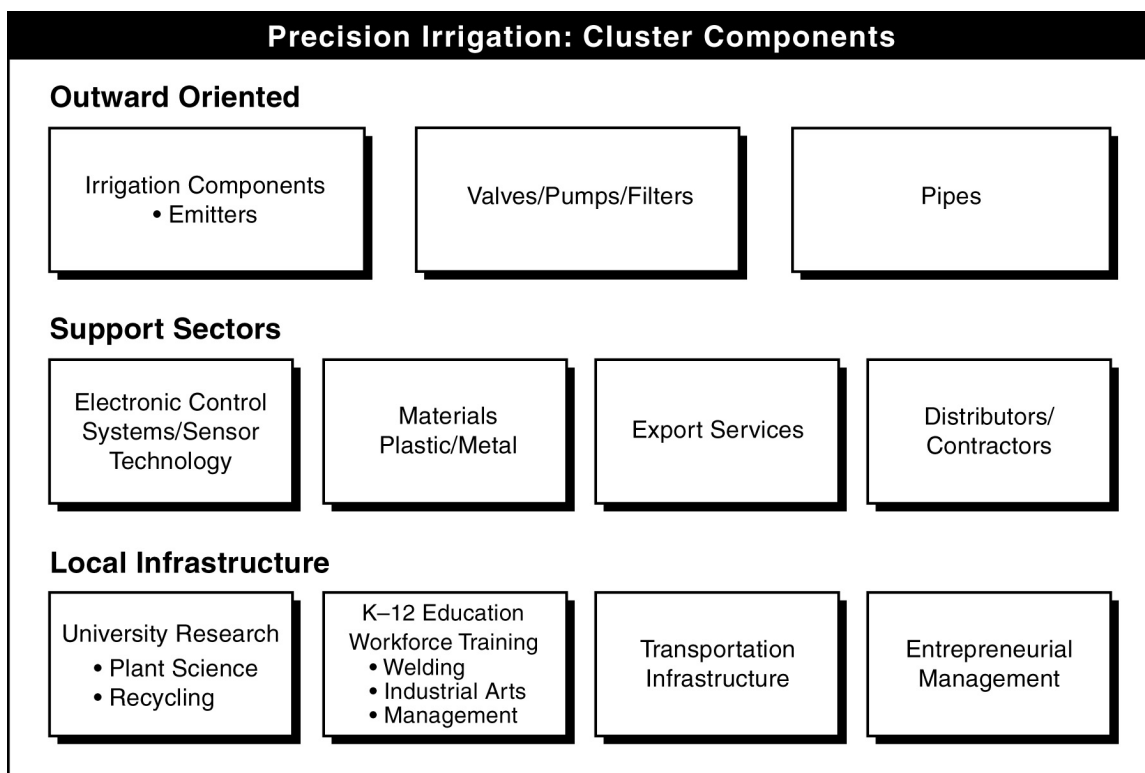 Precision Irrigation: Cluster Components
Outward Oriented
Irrigation Components
• Emitters
Valves/Pumps/Filters
Pipes
Support Sectors
Electronic Control
Systems/Sensor
Technology
Materials
Plastic/Metal
Export Services
Distributors/
Contractors
Local Infrastructure
University Research
• Plant Science
• Recycling
K–12 Education
Workforce Training
• Welding
• Industrial Arts
• Management
Transportation
Infrastructure
Entrepreneurial
Management